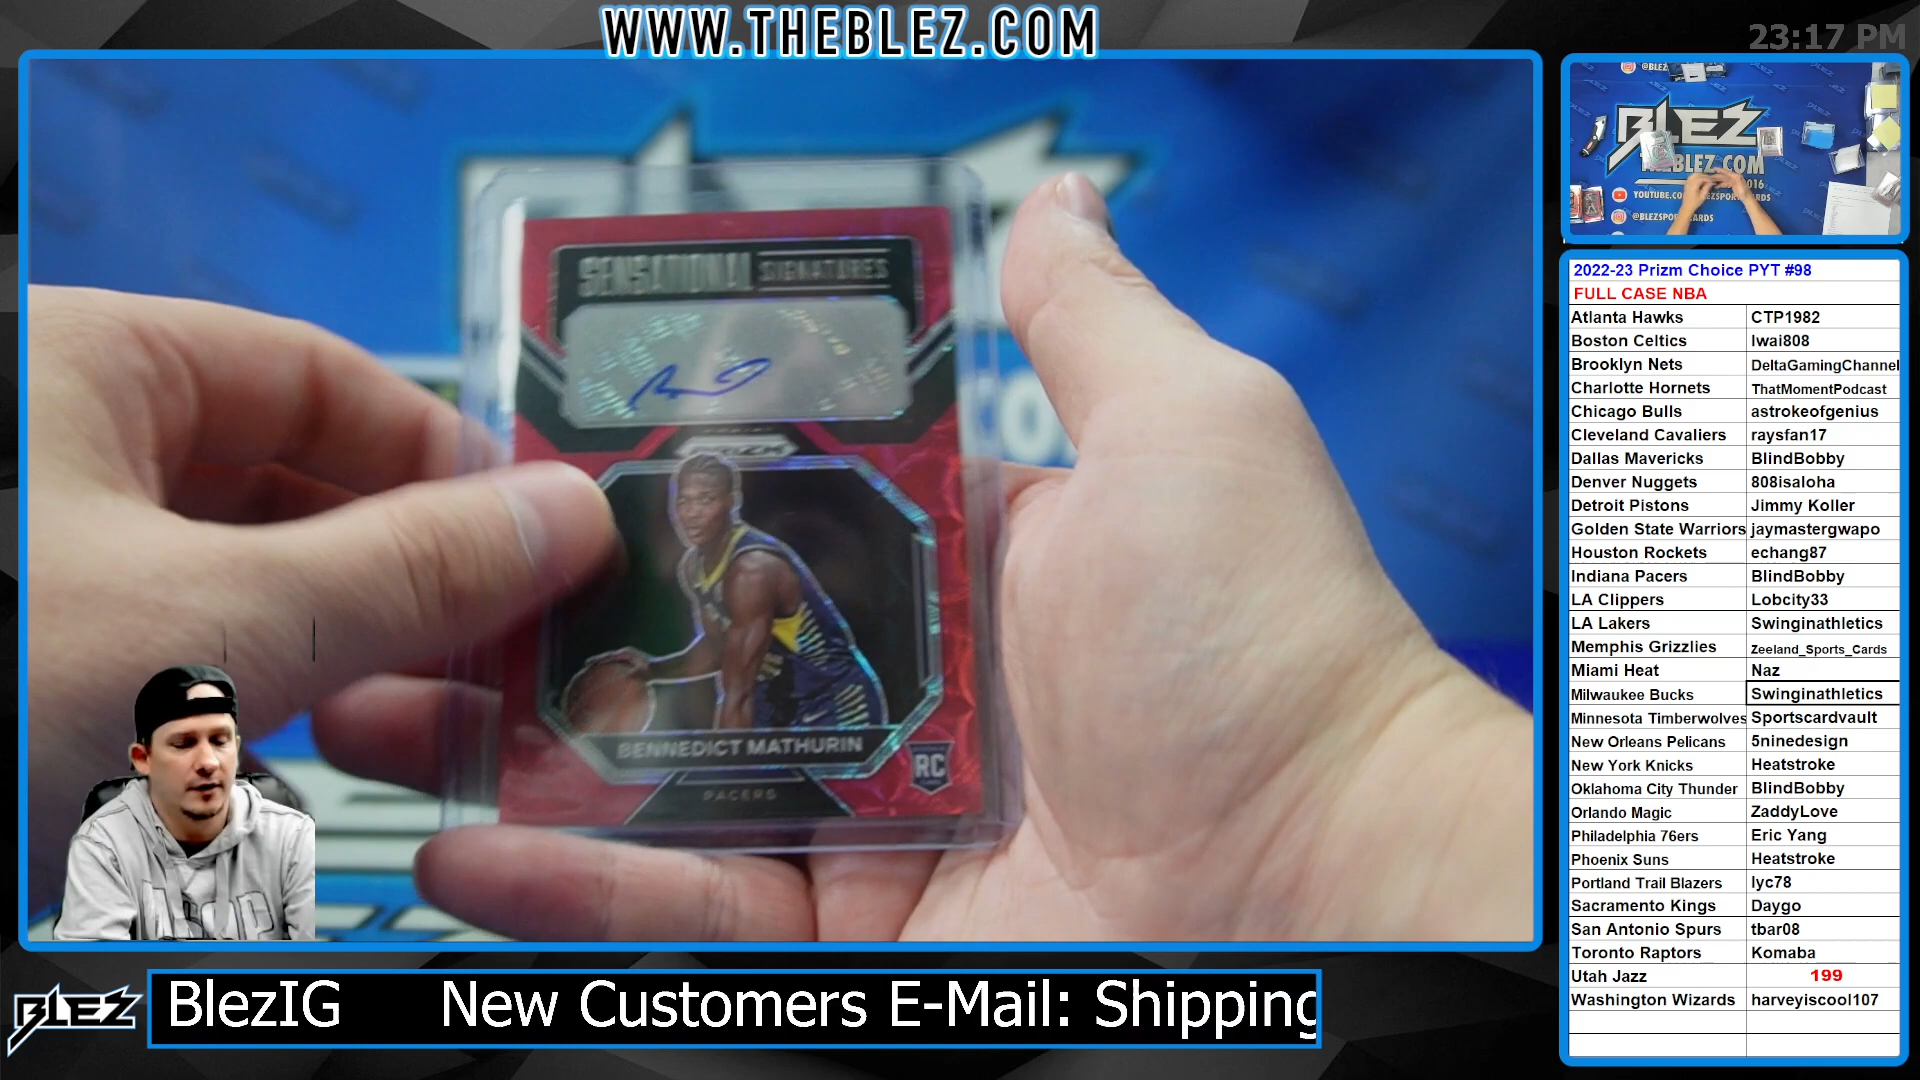 WWW.THEBLEZ.COM
23:17 PM
SENSATIONAL SIGNATURES
PRIZM
BENNEDICT MATHURIN
RC
PACERS
@BLEZ
BLEZ
BLEZ.COM
2016
@BLEZSPO
CARDS
2022-23 Prizm Choice PYT #98
FULL CASE NBA
Atlanta Hawks CTP1982
Boston Celtics Iwai808
Brooklyn Nets DeltaGamingChannel
Charlotte Hornets ThatMomentPodcast
Chicago Bulls astrokeofgenius
Cleveland Cavaliers raysfan17
Dallas Mavericks BlindBobby
Denver Nuggets 808isaloha
Detroit Pistons Jimmy Koller
Golden State Warriors jaymastergwapo
Houston Rockets echang87
Indiana Pacers BlindBobby
LA Clippers Lobcity33
LA Lakers Swinginathletics
Memphis Grizzlies Zeeland_Sports_Cards
Miami Heat Naz
Milwaukee Bucks Swinginathletics
Minnesota Timberwolves Sportscardvault
New Orleans Pelicans 5ninedesign
New York Knicks Heatstroke
Oklahoma City Thunder BlindBobby
Orlando Magic ZaddyLove
Philadelphia 76ers Eric Yang
Phoenix Suns Heatstroke
Portland Trail Blazers lyc78
Sacramento Kings Daygo
San Antonio Spurs tbar08
Toronto Raptors Komaba
Utah Jazz 199
Washington Wizards harveyiscool107
BLEZ
BlezIG New Customers E-Mail: Shipping